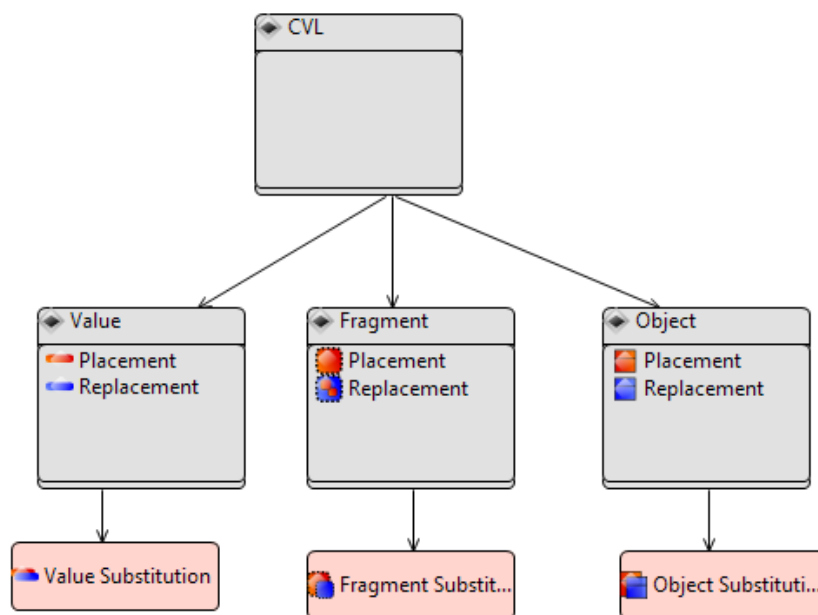 CVL
Value
Placement
Replacement
Fragment
Placement
Replacement
Object
Placement
Replacement
Value Substitution
Fragment Substit...
Object Substituti...